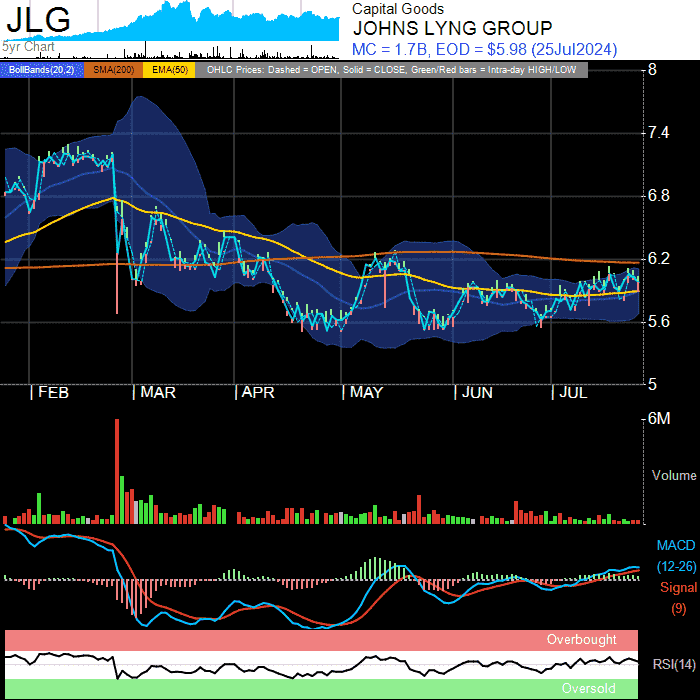 JLG
5yr Chart
Capital Goods
JOHNS LYNG GROUP
MC = 1.7B, EOD = $5.98 (25Jul2024)
BollBands(20,2) SMA(200) EMA(50) OHLC Prices: Dashed = OPEN, Solid = CLOSE, Green/Red bars = Intra-day HIGH/LOW
8
7.4
6.8
6.2
5.6
5
| FEB | MAR | APR | MAY | JUN | JUL
6M
Volume
MACD
(12-26)
Signal
(9)
Overbought
RSI(14)
Oversold